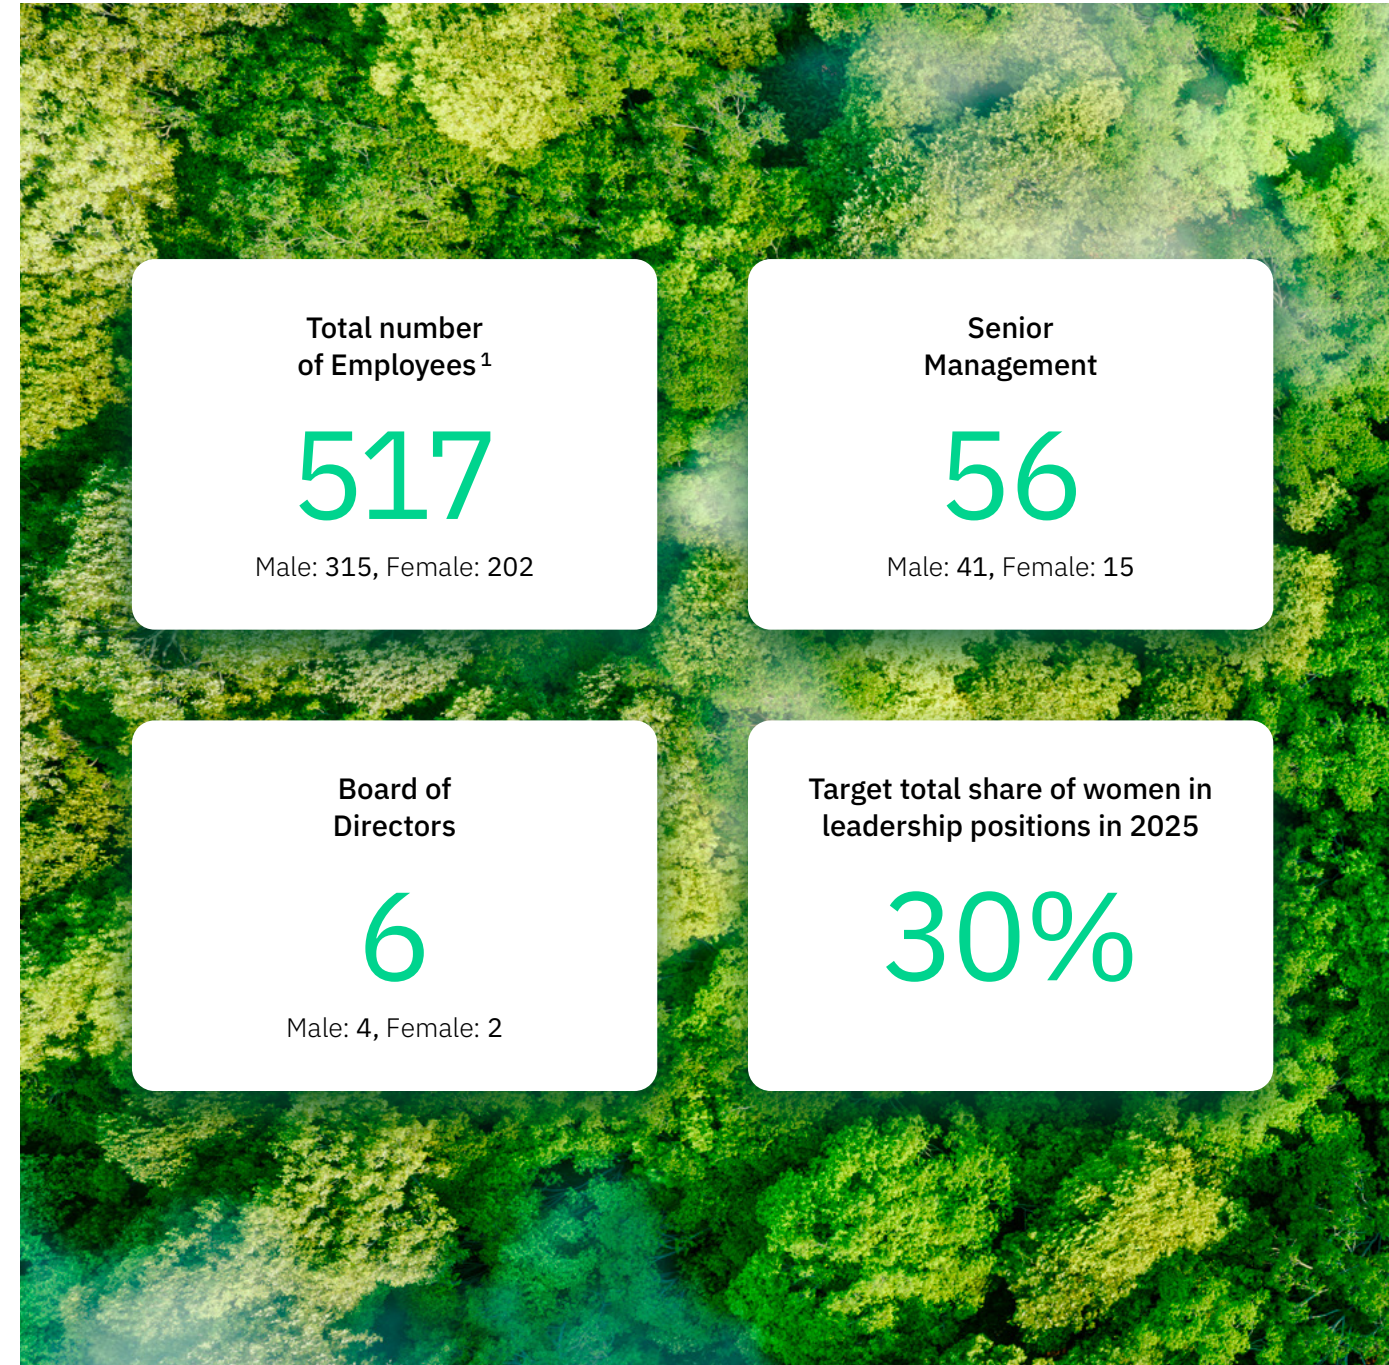 Total number
of Employees 1
517
Male: 315, Female: 202
Senior
Management
56
Male: 41, Female: 15
Board of
Directors
6
Male: 4, Female: 2
Target total share of women in
leadership positions in 2025
30%